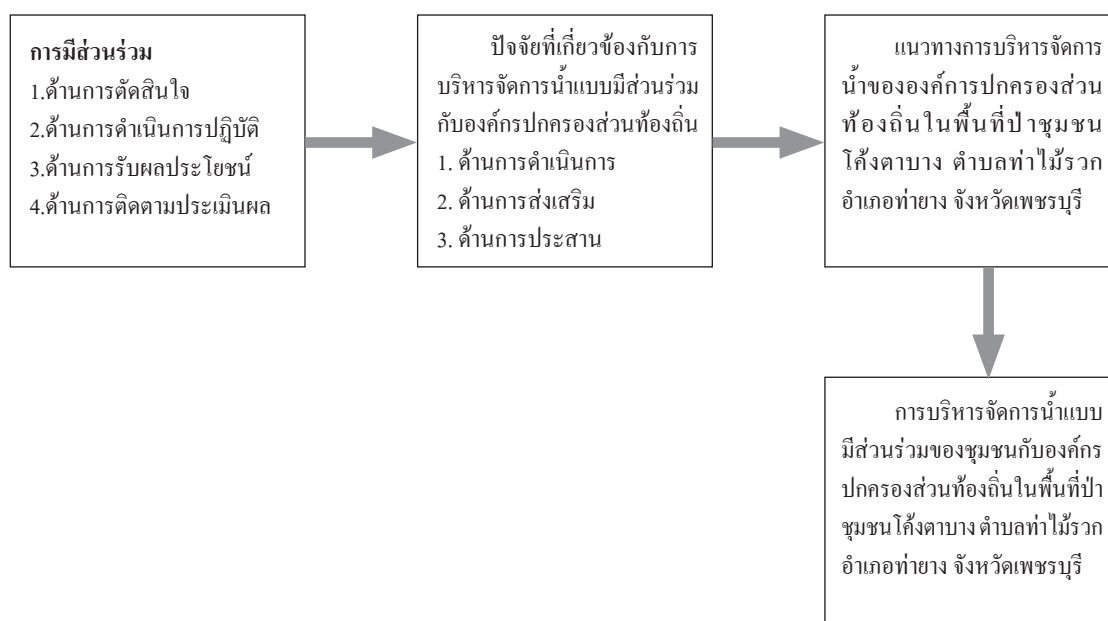 การมีส่วนร่วม
1.ด้านการตัดสินใจ
2.ด้านการดำเนินการปฏิบัติ
3.ด้านการรับผลประโยชน์
4.ด้านการติดตามประเมินผล
ปัจจัยที่เกี่ยวข้องกับการ
บริหารจัดการน้ำแบบมีส่วนร่วม
กับองค์กรปกครองส่วนท้องถิ่น
1. ด้านการดำเนินการ
2. ด้านการส่งเสริม
3. ด้านการประสาน
แนวทางการบริหารจัดการ
น้ำขององค์การปกครองส่วน
ท้องถิ่นในพื้นที่ป่าชุมชน
โค้งตาบาง ตำบลท่าไม้รวก
อำเภอท่ายาง จังหวัดเพชรบุรี
การบริหารจัดการน้ำแบบ
มีส่วนร่วมของชุมชนกับองค์กร
ปกครองส่วนท้องถิ่นในพื้นที่ป่า
ชุมชนโค้งตาบาง ตำบลท่าไม้รวก
อำเภอท่ายาง จังหวัดเพชรบุรี